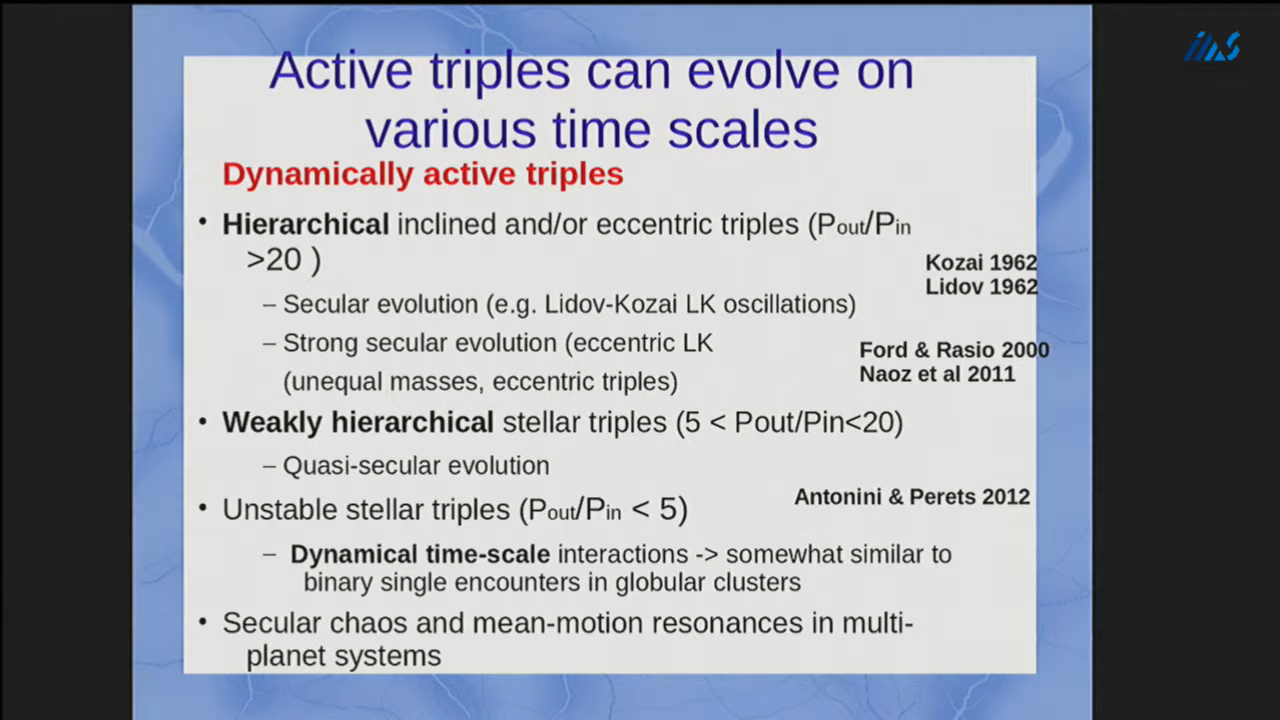 Active triples can evolve on
various time scales
Dynamically active triples
• Hierarchical inclined and/or eccentric triples (Pout/Pin
>20 )
Kozai 1962
Lidov 1962
– Secular evolution (e.g. Lidov-Kozai LK oscillations)
– Strong secular evolution (eccentric LK
(unequal masses, eccentric triples)
Ford & Rasio 2000
Naoz et al 2011
• Weakly hierarchical stellar triples (5 < Pout/Pin<20)
– Quasi-secular evolution
Antonini & Perets 2012
• Unstable stellar triples (Pout/Pin < 5)
– Dynamical time-scale interactions -> somewhat similar to
binary single encounters in globular clusters
• Secular chaos and mean-motion resonances in multi-
planet systems